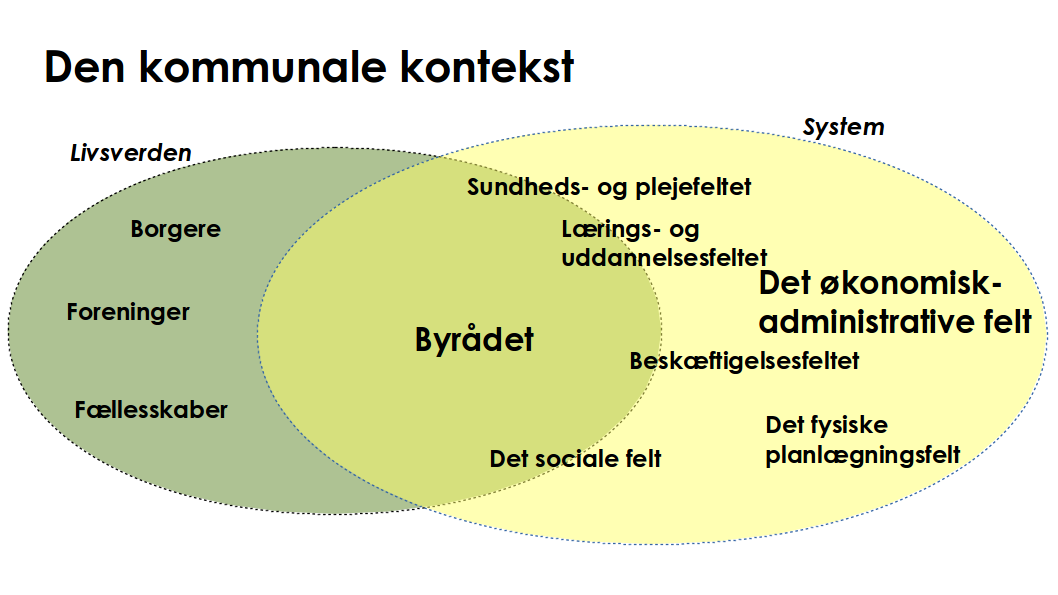 Den kommunale kontekst
System
Livsverden
Sundheds- og plejefeltet
Borgere
Lærings- og
uddannelsesfeltet
Det økonomisk-
administrative felt
Foreninger
Byrådet
Beskæftigelsesfeltet
Fællesskaber
Det fysiske
planlægningsfelt
Det sociale felt